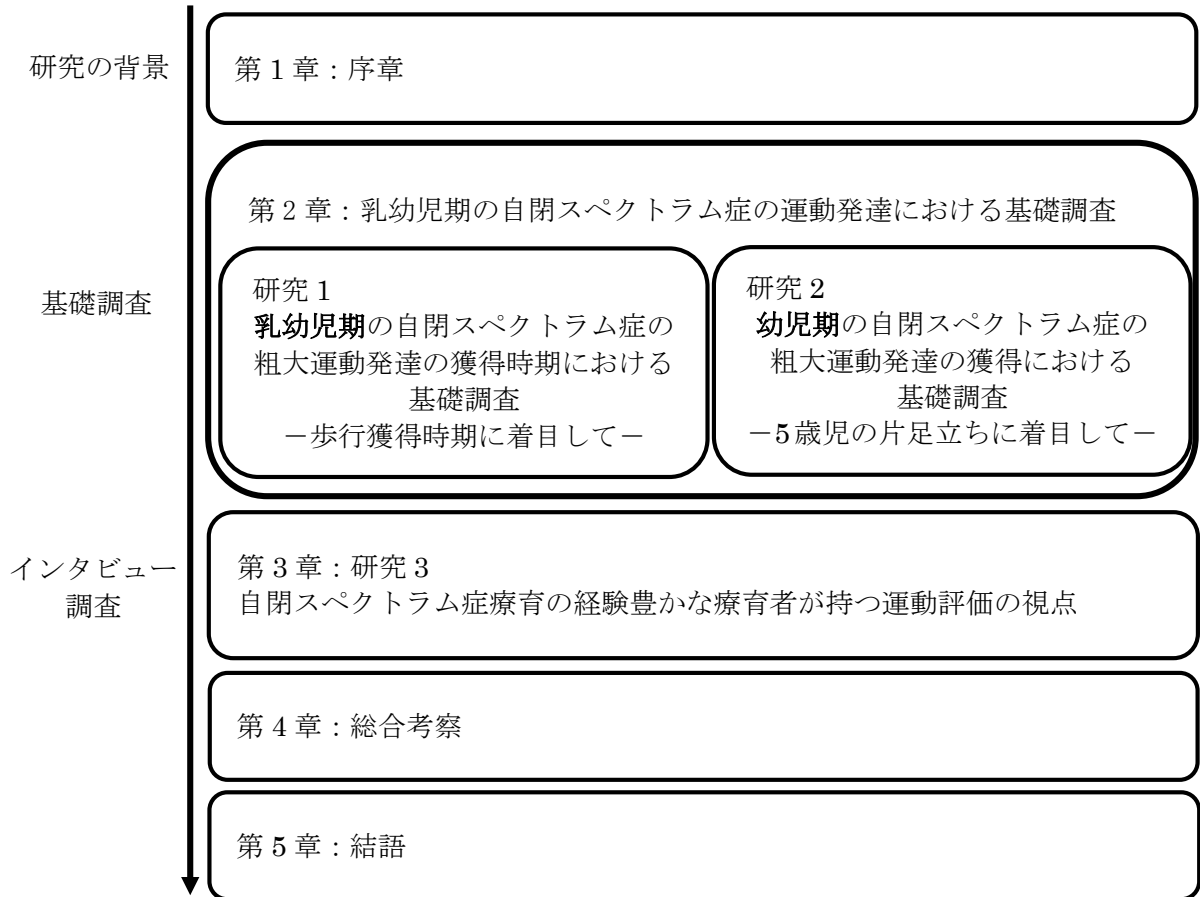 研究の背景
第1章:序章
基礎調査
第2章:乳幼児期の自閉スペクトラム症の運動発達における基礎調査
研究1
乳幼児期の自閉スペクトラム症の
粗大運動発達の獲得時期における
基礎調査
−歩行獲得時期に着目して−
研究2
幼児期の自閉スペクトラム症の
粗大運動発達の獲得における
基礎調査
−5歳児の片足立ちに着目して−
インタビュー
調査
第3章:研究3
自閉スペクトラム症療育の経験豊かな療育者が持つ運動評価の視点
第4章:総合考察
第5章:結語